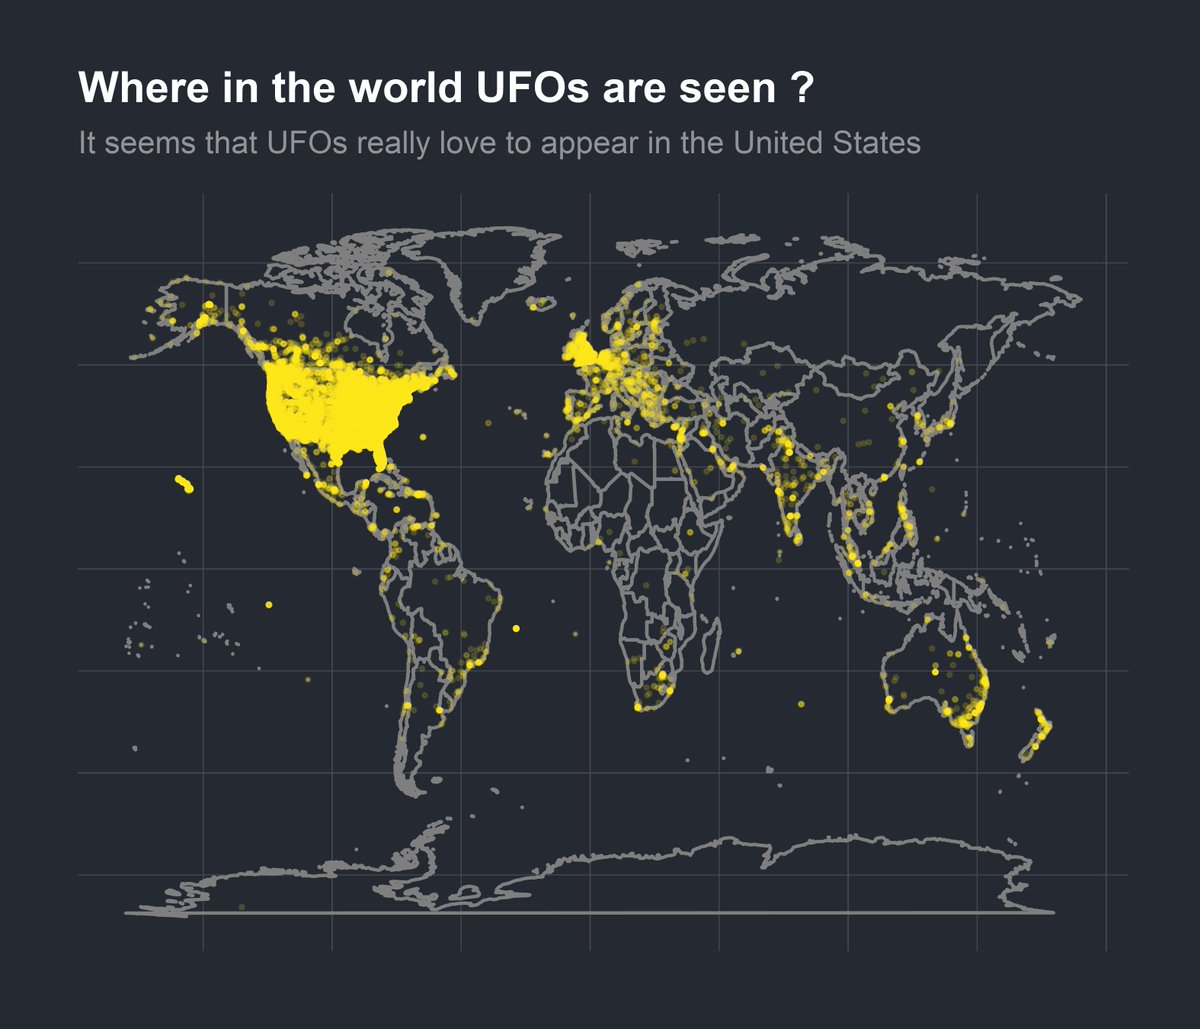 Where in the world UFOs are seen ?
It seems that UFOs really love to appear in the United States